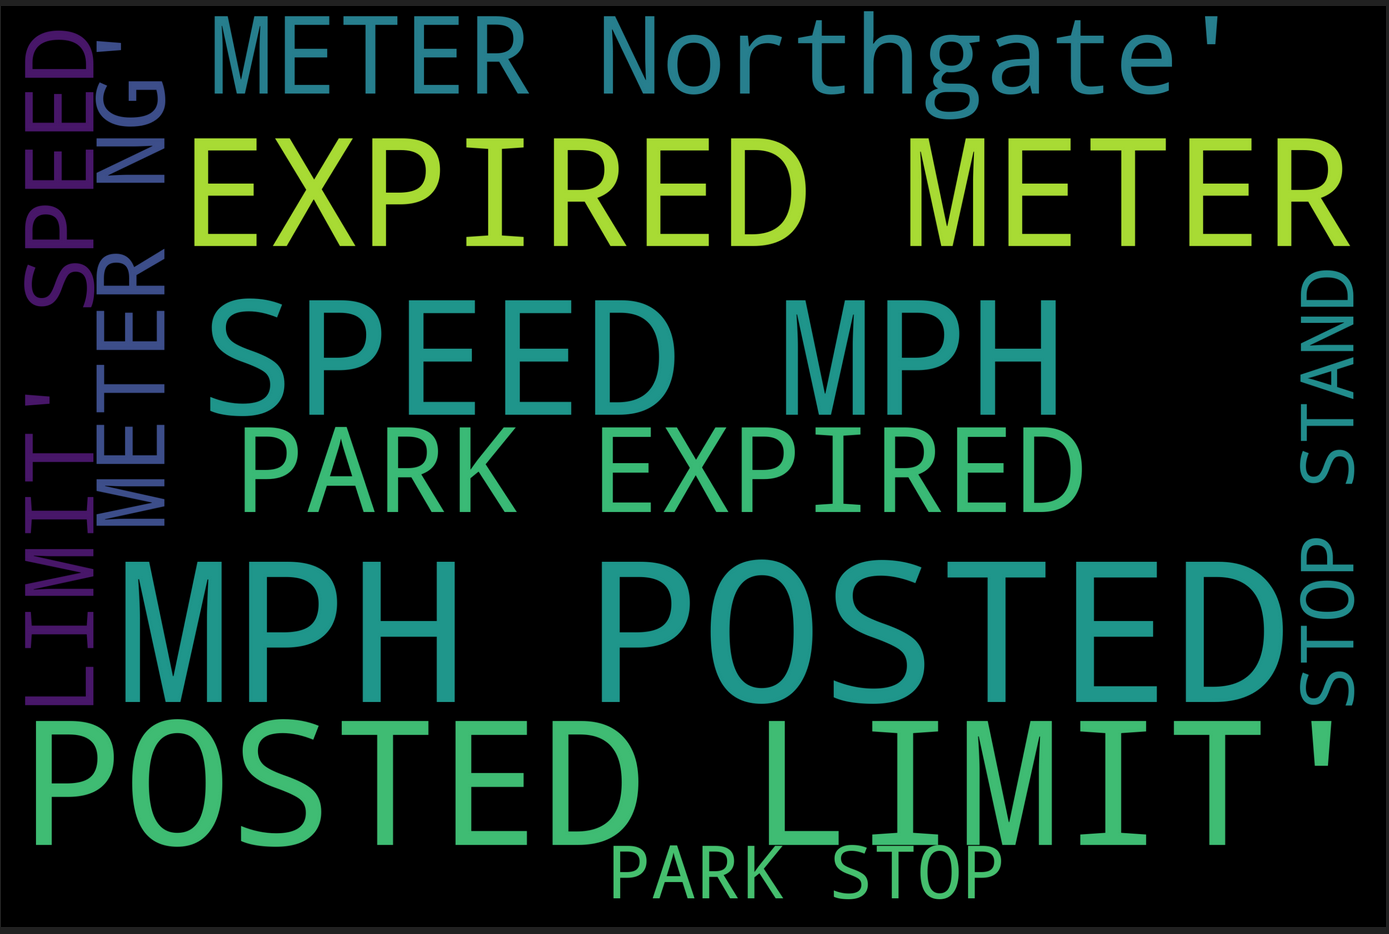 METER Northgate'
EXPIRED METER
SPEED MPH
PARK EXPIRED
MPH POSTED
POSTED LIMIT'
PARK STOP
LIMIT' SPEED
METER NG'
STOP STAND